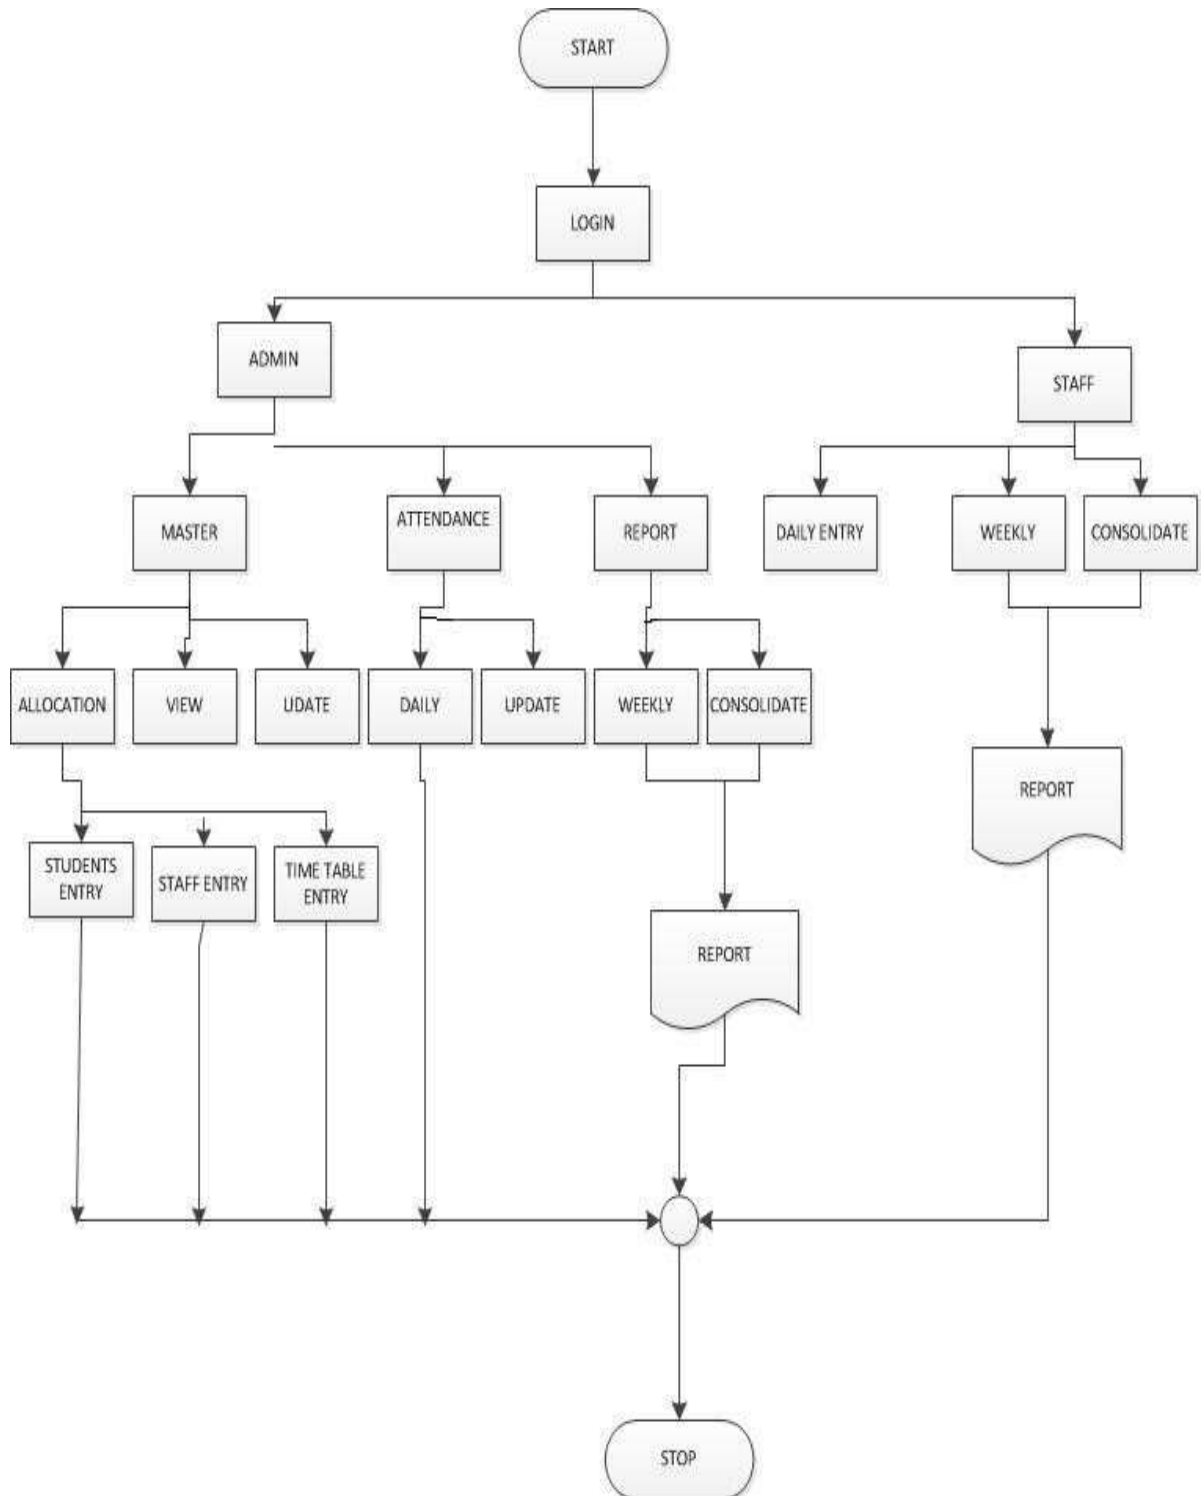 START
LOGIN
ADMIN
STAFF
MASTER
ATTENDANCE
REPORT
DAILY ENTRY
WEEKLY
CONSOLIDATE
ALLOCATION
VIEW
UDATE
DAILY
UPDATE
WEEKLY
CONSOLIDATE
REPORT
STUDENTS
ENTRY
STAFF ENTRY
TIME TABLE
ENTRY
REPORT
STOP